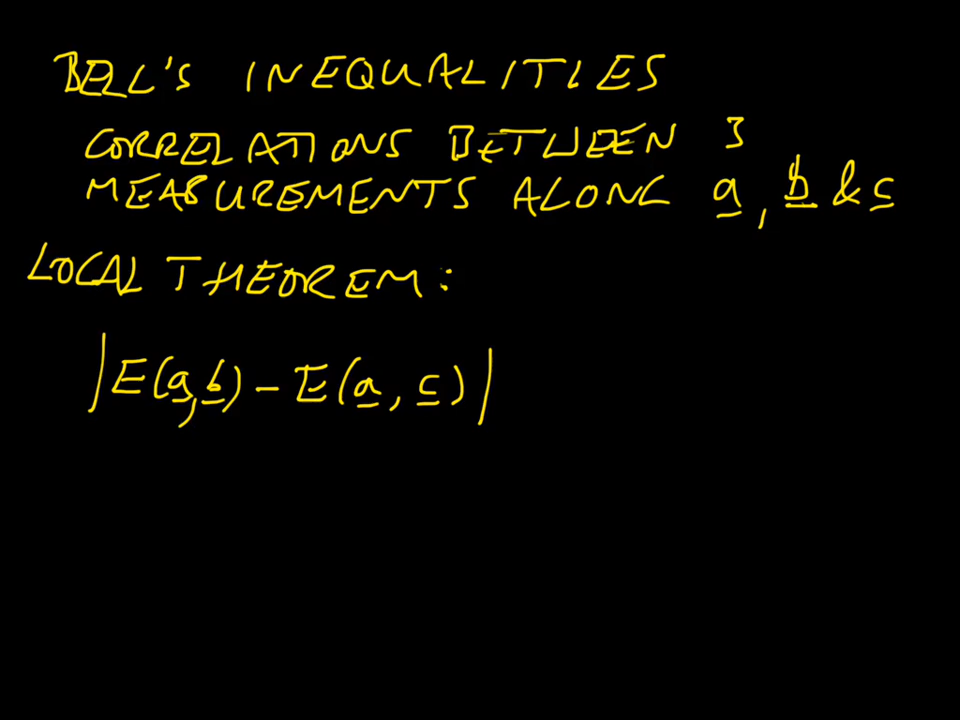 BELL'S INEQUALITIES
CORRELATIONS BETWEEN 3
MEASUREMENTS ALONG a, b & c
LOCAL THEOREM:
|E(a,b) - E(a, c)|